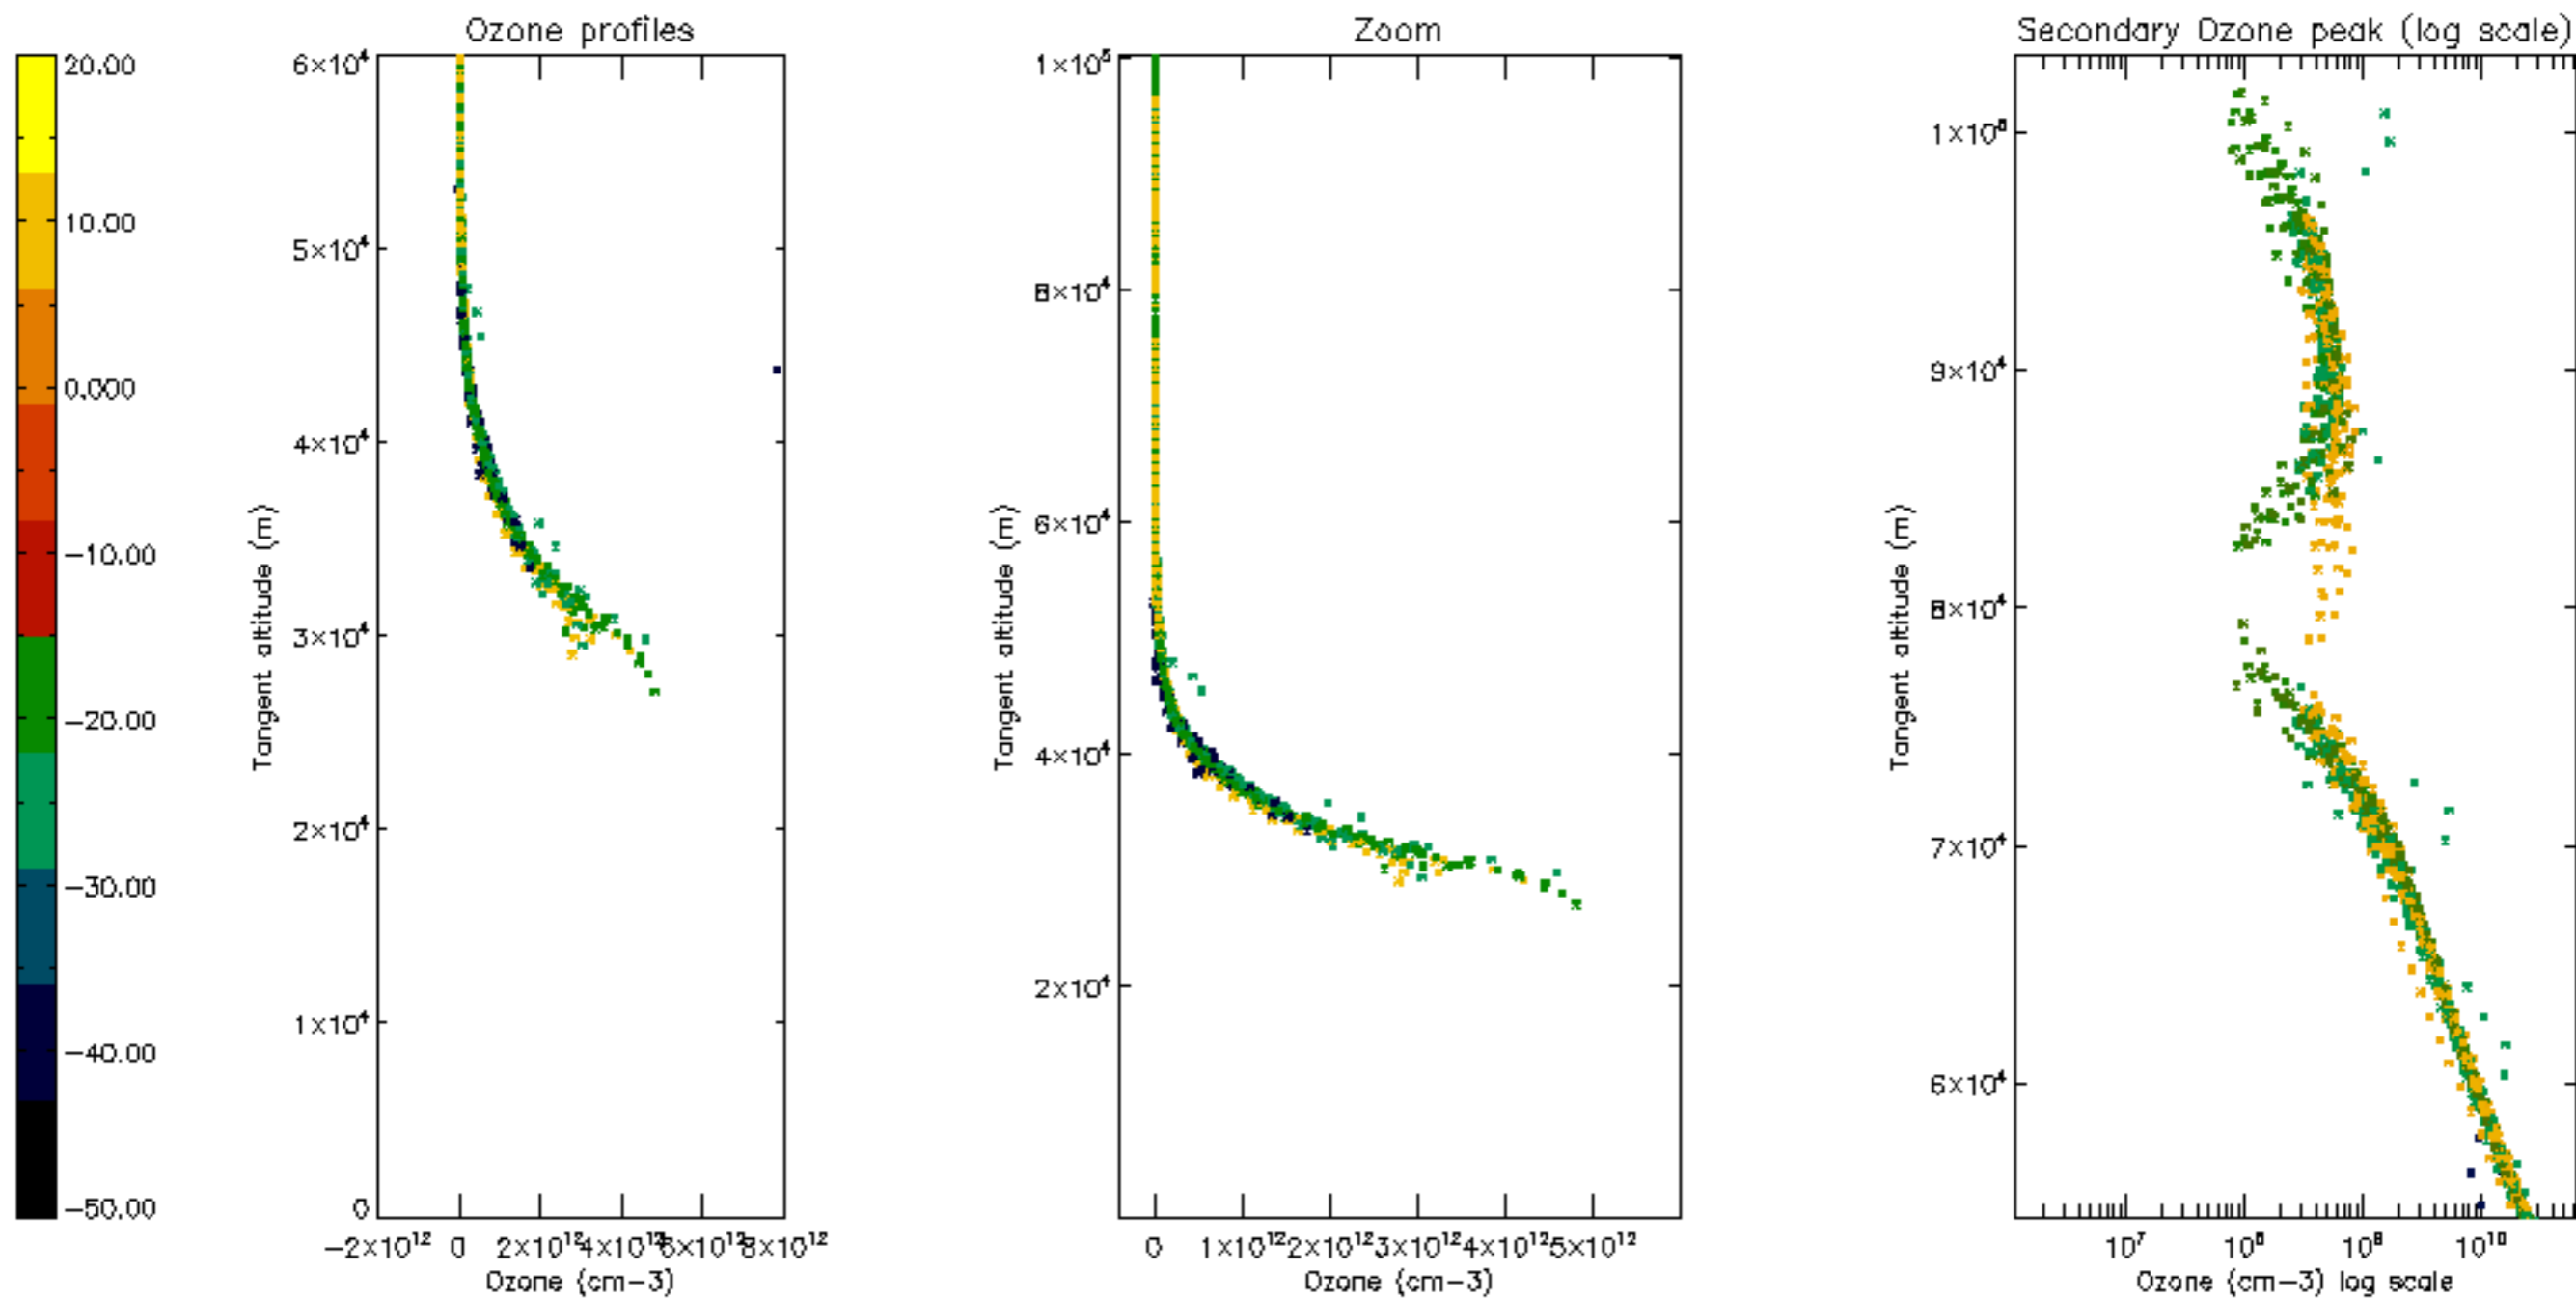 Ozone profiles
Zoom
Secondary Ozone peak (log scale)
20.00
10.00
0.000
−10.00
−20.00
−30.00
−40.00
−50.00
Tangent altitude (m)
6×10⁴
5×10⁴
4×10⁴
3×10⁴
2×10⁴
1×10⁴
0
−2×10¹² 0 2×10¹² 4×10¹² 6×10¹² 8×10¹²
Ozone (cm−3)
Tangent altitude (m)
1×10⁵
8×10⁴
6×10⁴
4×10⁴
2×10⁴
0 1×10¹² 2×10¹² 3×10¹² 4×10¹² 5×10¹²
Ozone (cm−3)
Tangent altitude (m)
1×10⁵
9×10⁴
8×10⁴
7×10⁴
6×10⁴
10⁷ 10⁸ 10⁹ 10¹⁰
Ozone (cm−3) log scale